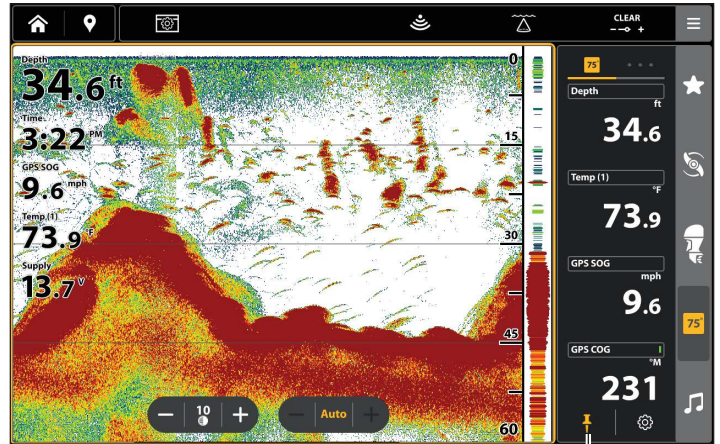 CLEAR
Depth
34.6 ft
Time
3:22 PM
GPS SOG
9.6 mph
Temp (1)
73.9 °F
Supply
13.7 V
0
15
30
45
60
10
Auto
75°
Depth
ft
34.6
Temp (1)
°F
73.9
GPS SOG
mph
9.6
GPS COG
°M
231
75°